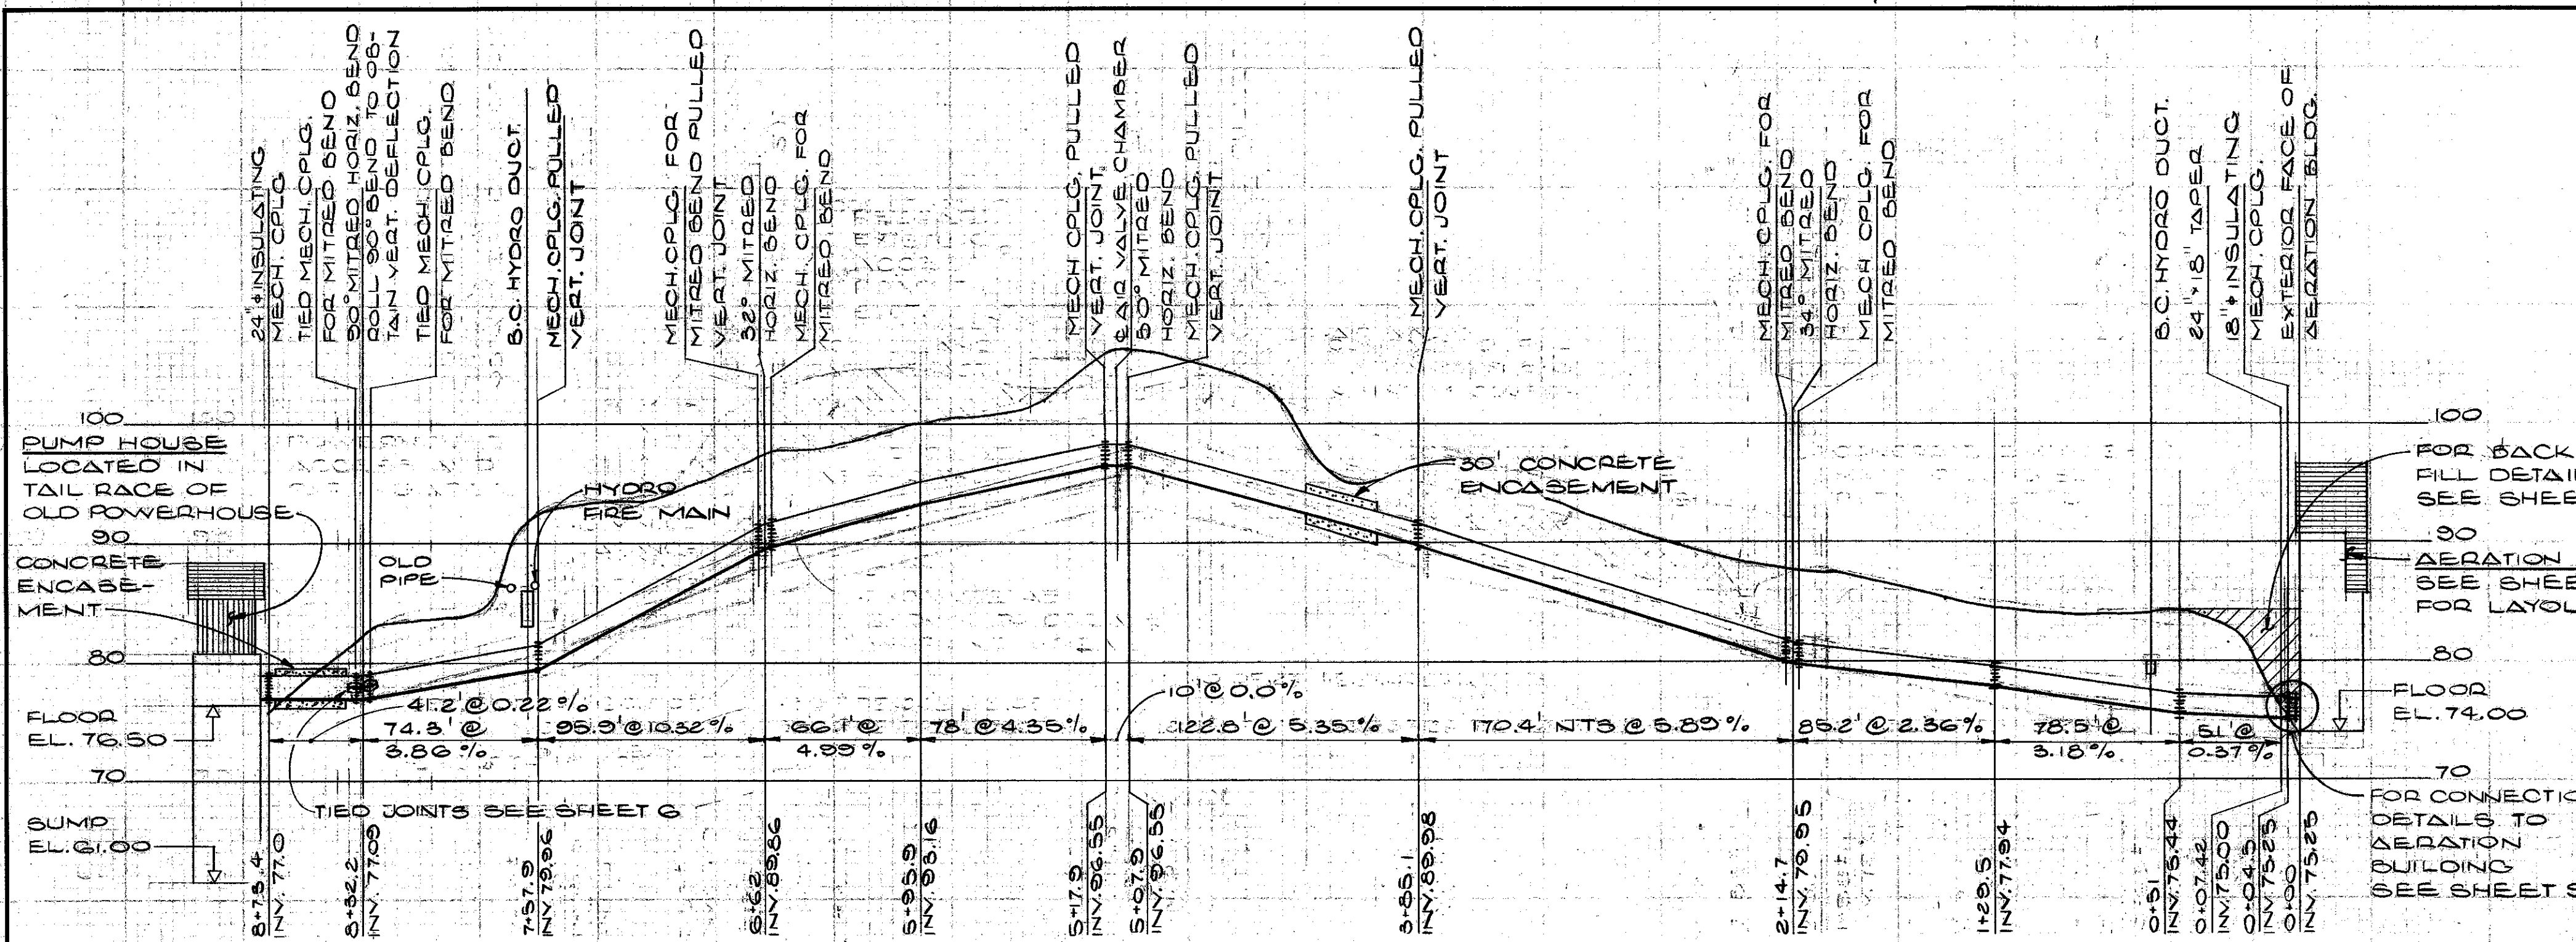 24"⌀ INSULATING
MECH. CPLG.
TIED MECH. CPLG.
FOR MITRED BEND
90° MITRED HORIZ. BEND
ROLL 90° BEND TO OB-
TAIN VERT. DEFLECTION
TIED MECH. CPLG.
FOR MITRED BEND
B.C. HYDRO DUCT.
MECH. CPLG. PULLED
VERT. JOINT
MECH. CPLG. FOR
MITRED BEND PULLED
VERT. JOINT
32° MITRED
HORIZ. BEND
MECH. CPLG. FOR
MITRED BEND
MECH CPLG. PULLED
VERT. JOINT
℄ AIR VALVE CHAMBER
50° MITRED
HORIZ. BEND
MECH CPLG. PULLED
VERT. JOINT
MECH. CPLG. PULLED
VERT. JOINT
MECH. CPLG. FOR
MITRED BEND
34° MITRED
HORIZ. BEND
MECH CPLG. FOR
MITRED BEND
B.C. HYDRO DUCT.
24" × 18" TAPER
18"⌀ INSULATING
MECH. CPLG.
EXTERIOR FACE OF
AERATION BLDG.
100
PUMP HOUSE
LOCATED IN
TAIL RACE OF
OLD POWERHOUSE
90
CONCRETE
ENCASE-
MENT
OLD
PIPE
HYDRO
FIRE MAIN
80
FLOOR
EL. 76.50
70
SUMP
EL. 61.00
30' CONCRETE
ENCASEMENT
100
FOR BACK
FILL DETAI
SEE SHEE
90
AERATION
SEE SHEE
FOR LAYOU
80
FLOOR
EL. 74.00
70
FOR CONNECTIO
DETAILS TO
AERATION
BUILDING
SEE SHEET 5
41.2' @ 0.22%
74.3' @
3.86%
95.9' @ 10.32%
66.1' @
4.99%
78' @ 4.35%
10' @ 0.0%
122.8' @ 5.35%
170.4' NTS @ 5.89%
85.2' @ 2.36%
78.5' @
3.18%
51' @
0.37%
TIED JOINTS SEE SHEET 6
8+73.4
INV. 77.0
8+32.2
INV. 77.09
7+57.9
INV. 79.96
6+62
INV. 89.86
5+95.9
INV. 93.16
5+17.9
INV. 96.55
5+07.9
INV. 96.55
3+85.1
INV. 89.98
2+14.7
INV. 79.95
1+29.5
INV. 77.94
0+51
INV. 75.44
0+07.42
INV. 75.00
0+04.5
INV. 75.25
0+00
INV. 75.25